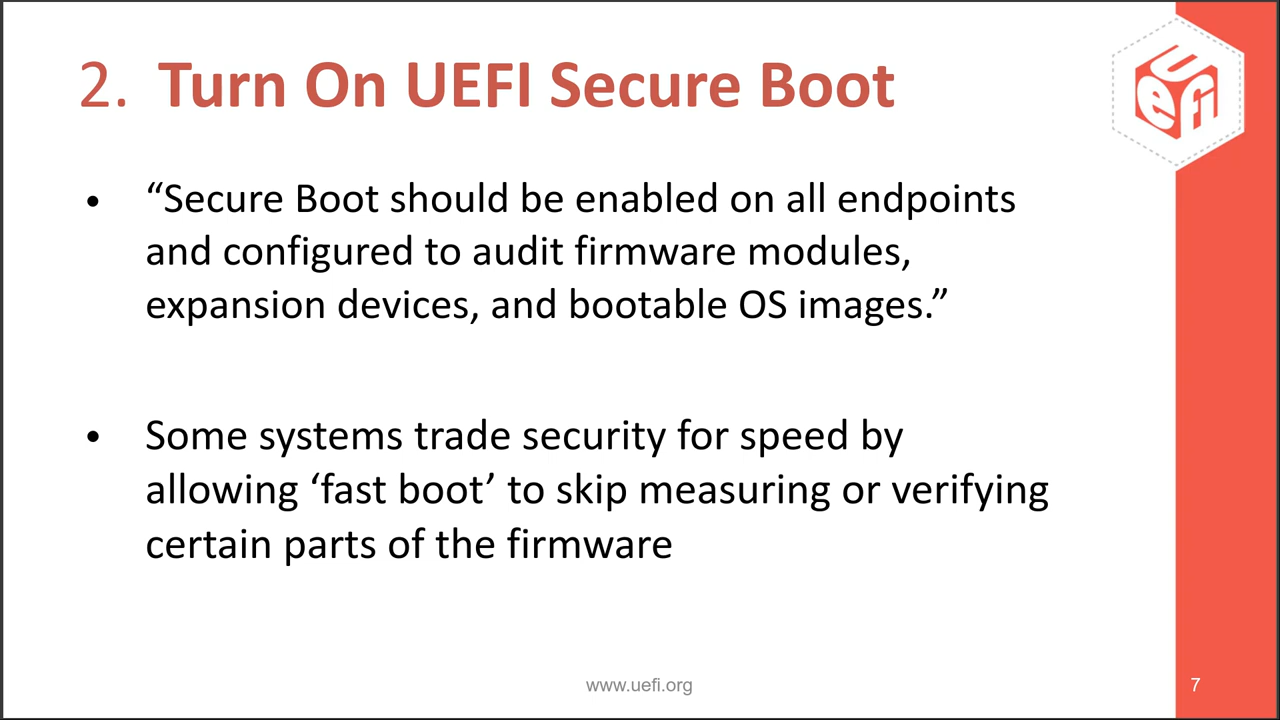 2. Turn On UEFI Secure Boot
UEFI
• “Secure Boot should be enabled on all endpoints
and configured to audit firmware modules,
expansion devices, and bootable OS images.”
• Some systems trade security for speed by
allowing ‘fast boot’ to skip measuring or verifying
certain parts of the firmware
www.uefi.org
7